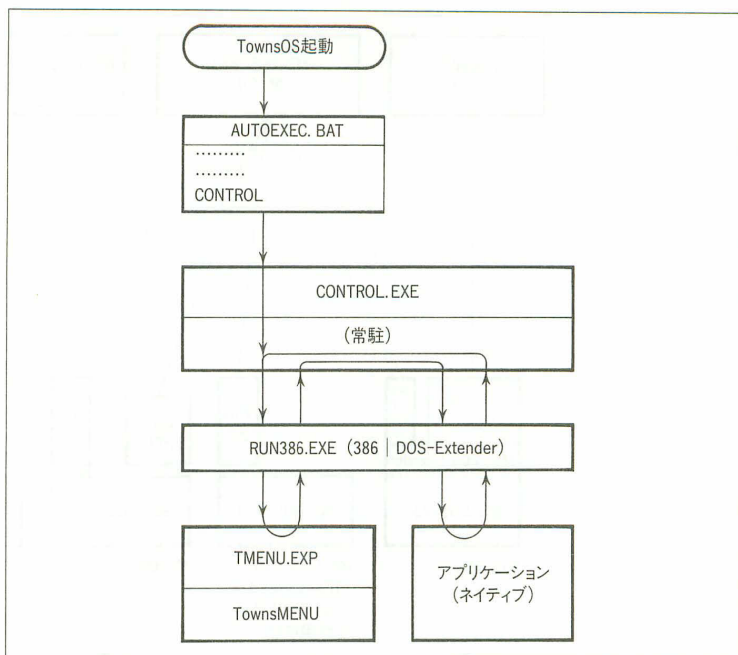 TownsOS起動
AUTOEXEC. BAT
………
………
CONTROL
CONTROL.EXE
(常駐)
RUN386.EXE (386｜DOS-Extender)
TMENU.EXP
TownsMENU
アプリケーション
(ネイティブ)